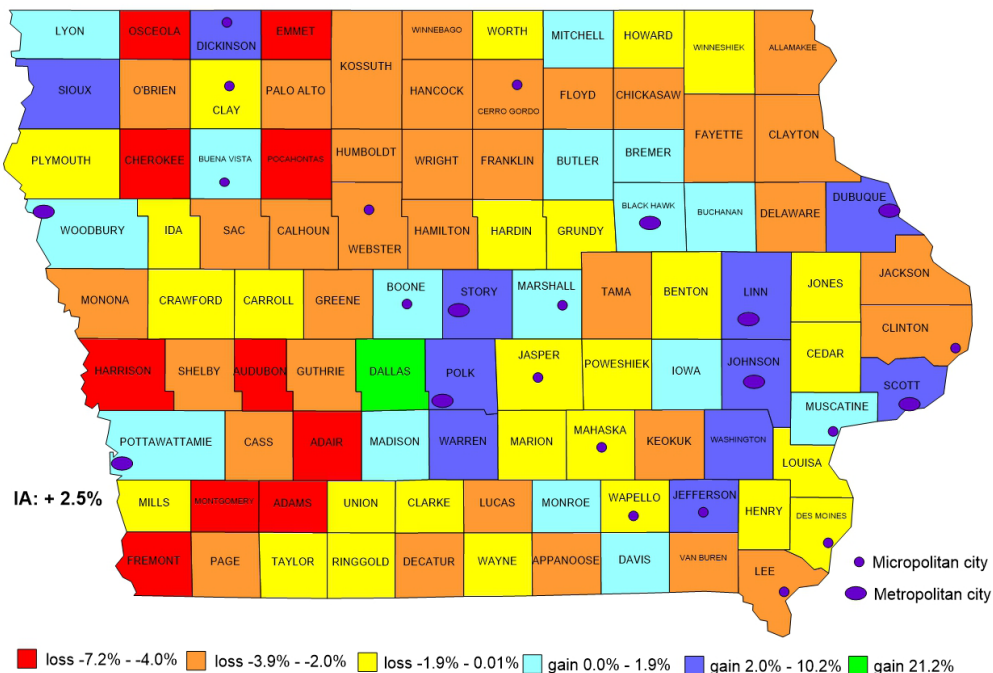 LYON OSCEOLA DICKINSON EMMET KOSSUTH WINNEBAGO WORTH MITCHELL HOWARD WINNESHIEK ALLAMAKEE
SIOUX O'BRIEN CLAY PALO ALTO HANCOCK CERRO GORDO FLOYD CHICKASAW
PLYMOUTH CHEROKEE BUENA VISTA POCAHONTAS HUMBOLDT WRIGHT FRANKLIN BUTLER BREMER FAYETTE CLAYTON
WOODBURY IDA SAC CALHOUN WEBSTER HAMILTON HARDIN GRUNDY BLACK HAWK BUCHANAN DELAWARE DUBUQUE
MONONA CRAWFORD CARROLL GREENE BOONE STORY MARSHALL TAMA BENTON LINN JONES JACKSON
CLINTON
HARRISON SHELBY AUDUBON GUTHRIE DALLAS POLK JASPER POWESHIEK IOWA JOHNSON CEDAR SCOTT
MUSCATINE
POTTAWATTAMIE CASS ADAIR MADISON WARREN MARION MAHASKA KEOKUK WASHINGTON LOUISA
IA: + 2.5%
MILLS MONTGOMERY ADAMS UNION CLARKE LUCAS MONROE WAPELLO JEFFERSON HENRY DES MOINES
FREMONT PAGE TAYLOR RINGGOLD DECATUR WAYNE APPANOOSE DAVIS VAN BUREN LEE
Micropolitan city
Metropolitan city
loss -7.2% - -4.0% loss -3.9% - -2.0% loss -1.9% - 0.01% gain 0.0% - 1.9% gain 2.0% - 10.2% gain 21.2%